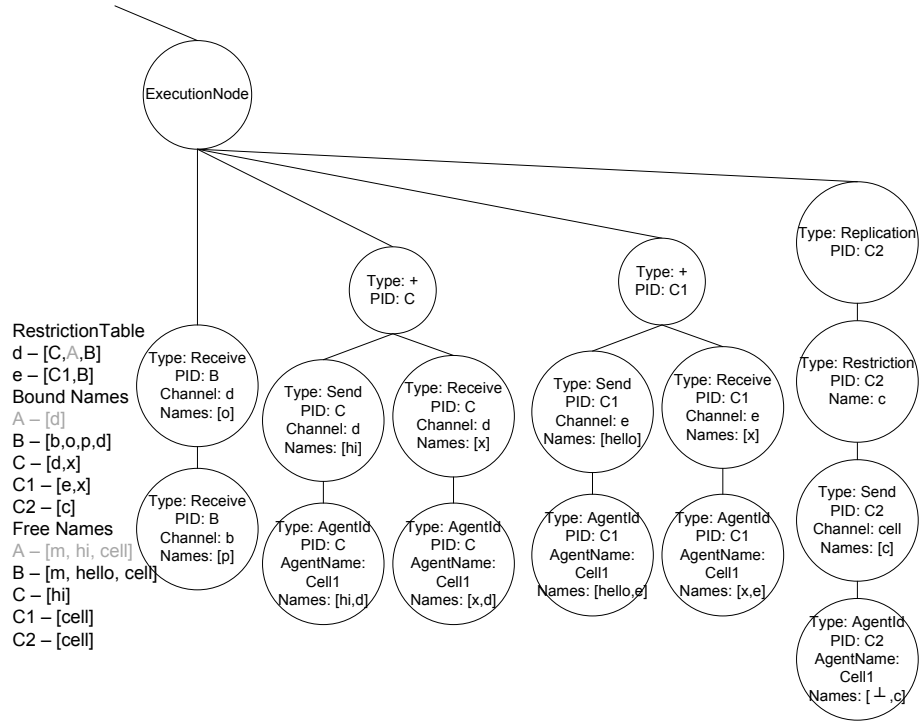 ExecutionNode
Type: Replication
PID: C2
Type: +
PID: C
Type: +
PID: C1
RestrictionTable
d – [C,A,B]
e – [C1,B]
Bound Names
A – [d]
B – [b,o,p,d]
C – [d,x]
C1 – [e,x]
C2 – [c]
Free Names
A – [m, hi, cell]
B – [m, hello, cell]
C – [hi]
C1 – [cell]
C2 – [cell]
Type: Receive
PID: B
Channel: d
Names: [o]
Type: Send
PID: C
Channel: d
Names: [hi]
Type: Receive
PID: C
Channel: d
Names: [x]
Type: Send
PID: C1
Channel: e
Names: [hello]
Type: Receive
PID: C1
Channel: e
Names: [x]
Type: Restriction
PID: C2
Name: c
Type: Receive
PID: B
Channel: b
Names: [p]
Type: AgentId
PID: C
AgentName:
Cell1
Names: [hi,d]
Type: AgentId
PID: C
AgentName:
Cell1
Names: [x,d]
Type: AgentId
PID: C1
AgentName:
Cell1
Names: [hello,e]
Type: AgentId
PID: C1
AgentName:
Cell1
Names: [x,e]
Type: Send
PID: C2
Channel: cell
Names: [c]
Type: AgentId
PID: C2
AgentName:
Cell1
Names: [ ⊥ ,c]